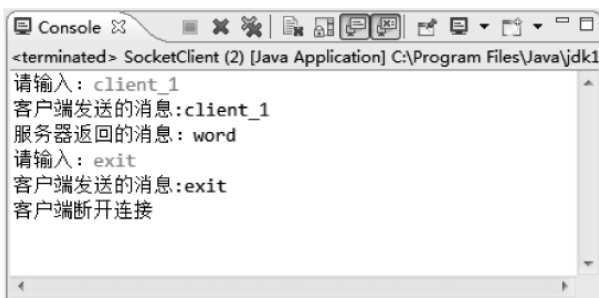 Console
<terminated> SocketClient (2) [Java Application] C:\Program Files\Java\jdk1
请输入：client_1
客户端发送的消息:client_1
服务器返回的消息：word
请输入：exit
客户端发送的消息:exit
客户端断开连接